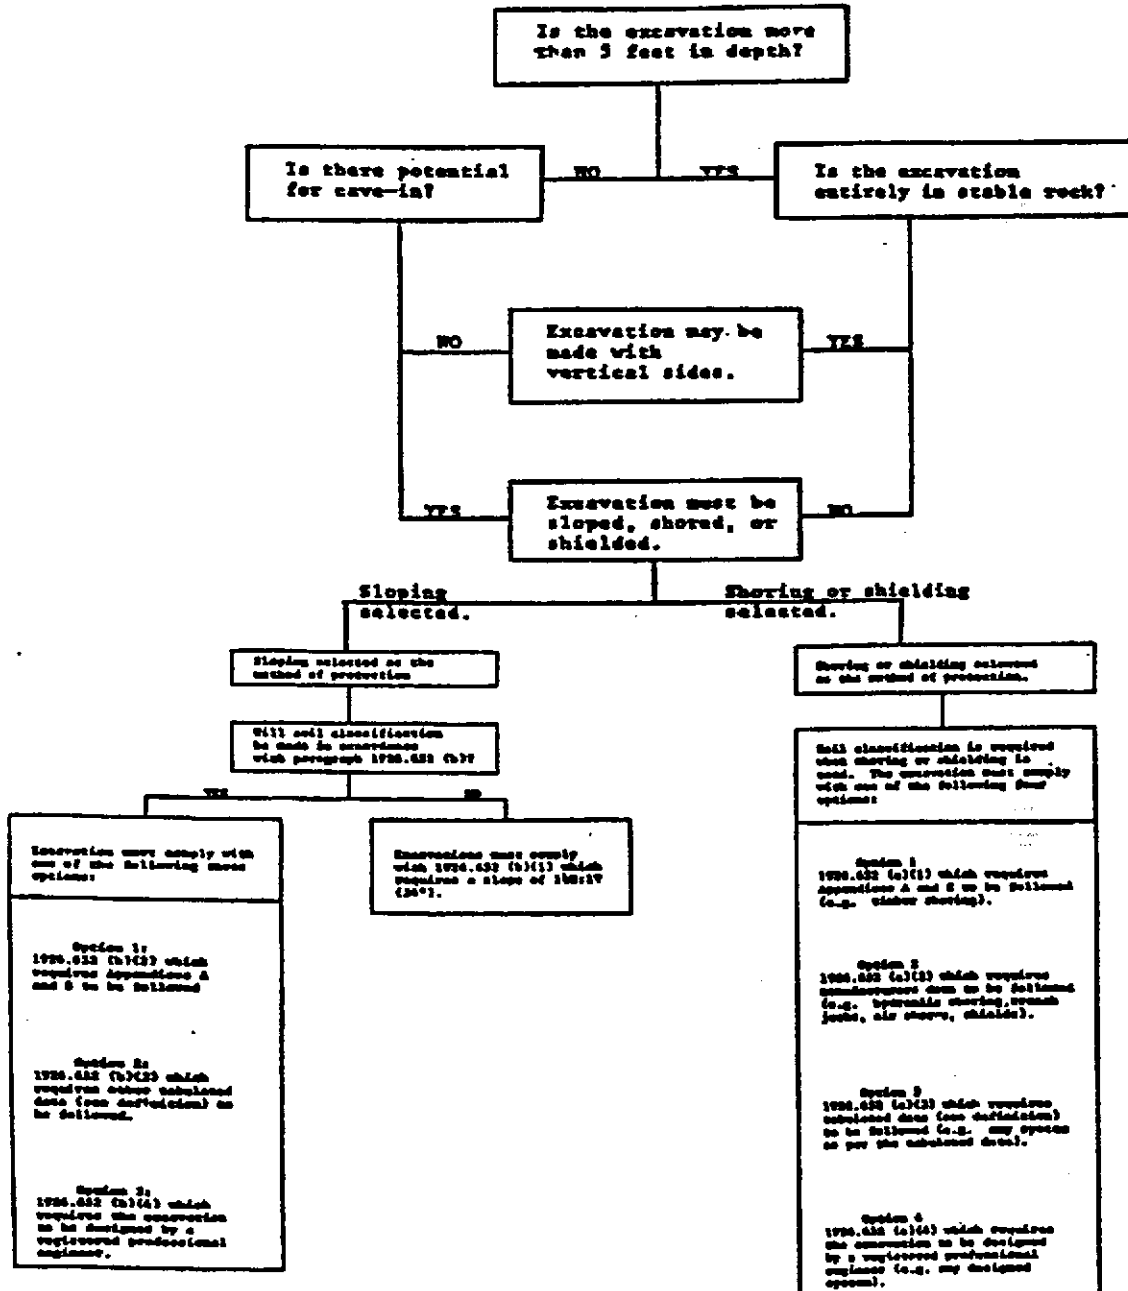 Is the excavation more
than 5 feet in depth?
Is there potential
for cave-in?
NO
YES
Is the excavation
entirely in stable rock?
NO
Excavation may be
made with
vertical sides.
YES
YES
Excavation must be
sloped, shored, or
shielded.
NO
Sloping
selected.
Shoring or shielding
selected.
Sloping selected as the
method of protection
Shoring or shielding selected
as the method of protection.
Will soil classification
be made in accordance
with paragraph 1926.652 (b)?
YES
NO
Soil classification is required
when shoring or shielding is
used. The excavation must comply
with one of the following four
options:
Excavation must comply with
one of the following three
options:
Excavations must comply
with 1926.652 (b)(1) which
requires a slope of 1½H:1V
(34°).
Option 1:
1926.652 (b)(2) which
requires Appendices A
and B to be followed
Option 2:
1926.652 (b)(3) which
requires other tabulated
data (see definition) to
be followed.
Option 3:
1926.652 (b)(4) which
requires the excavation
to be designed by a
registered professional
engineer.
Option 1
1926.652 (c)(1) which requires
Appendices A and C to be followed
(e.g. timber shoring).
Option 2
1926.652 (c)(2) which requires
manufacturers data to be followed
(e.g. hydraulic shoring, trench
jacks, air shores, shields).
Option 3
1926.652 (c)(3) which requires
tabulated data (see definition)
to be followed (e.g. any system
as per the tabulated data).
Option 4
1926.652 (c)(4) which requires
the excavation to be designed
by a registered professional
engineer (e.g. any designed
system).